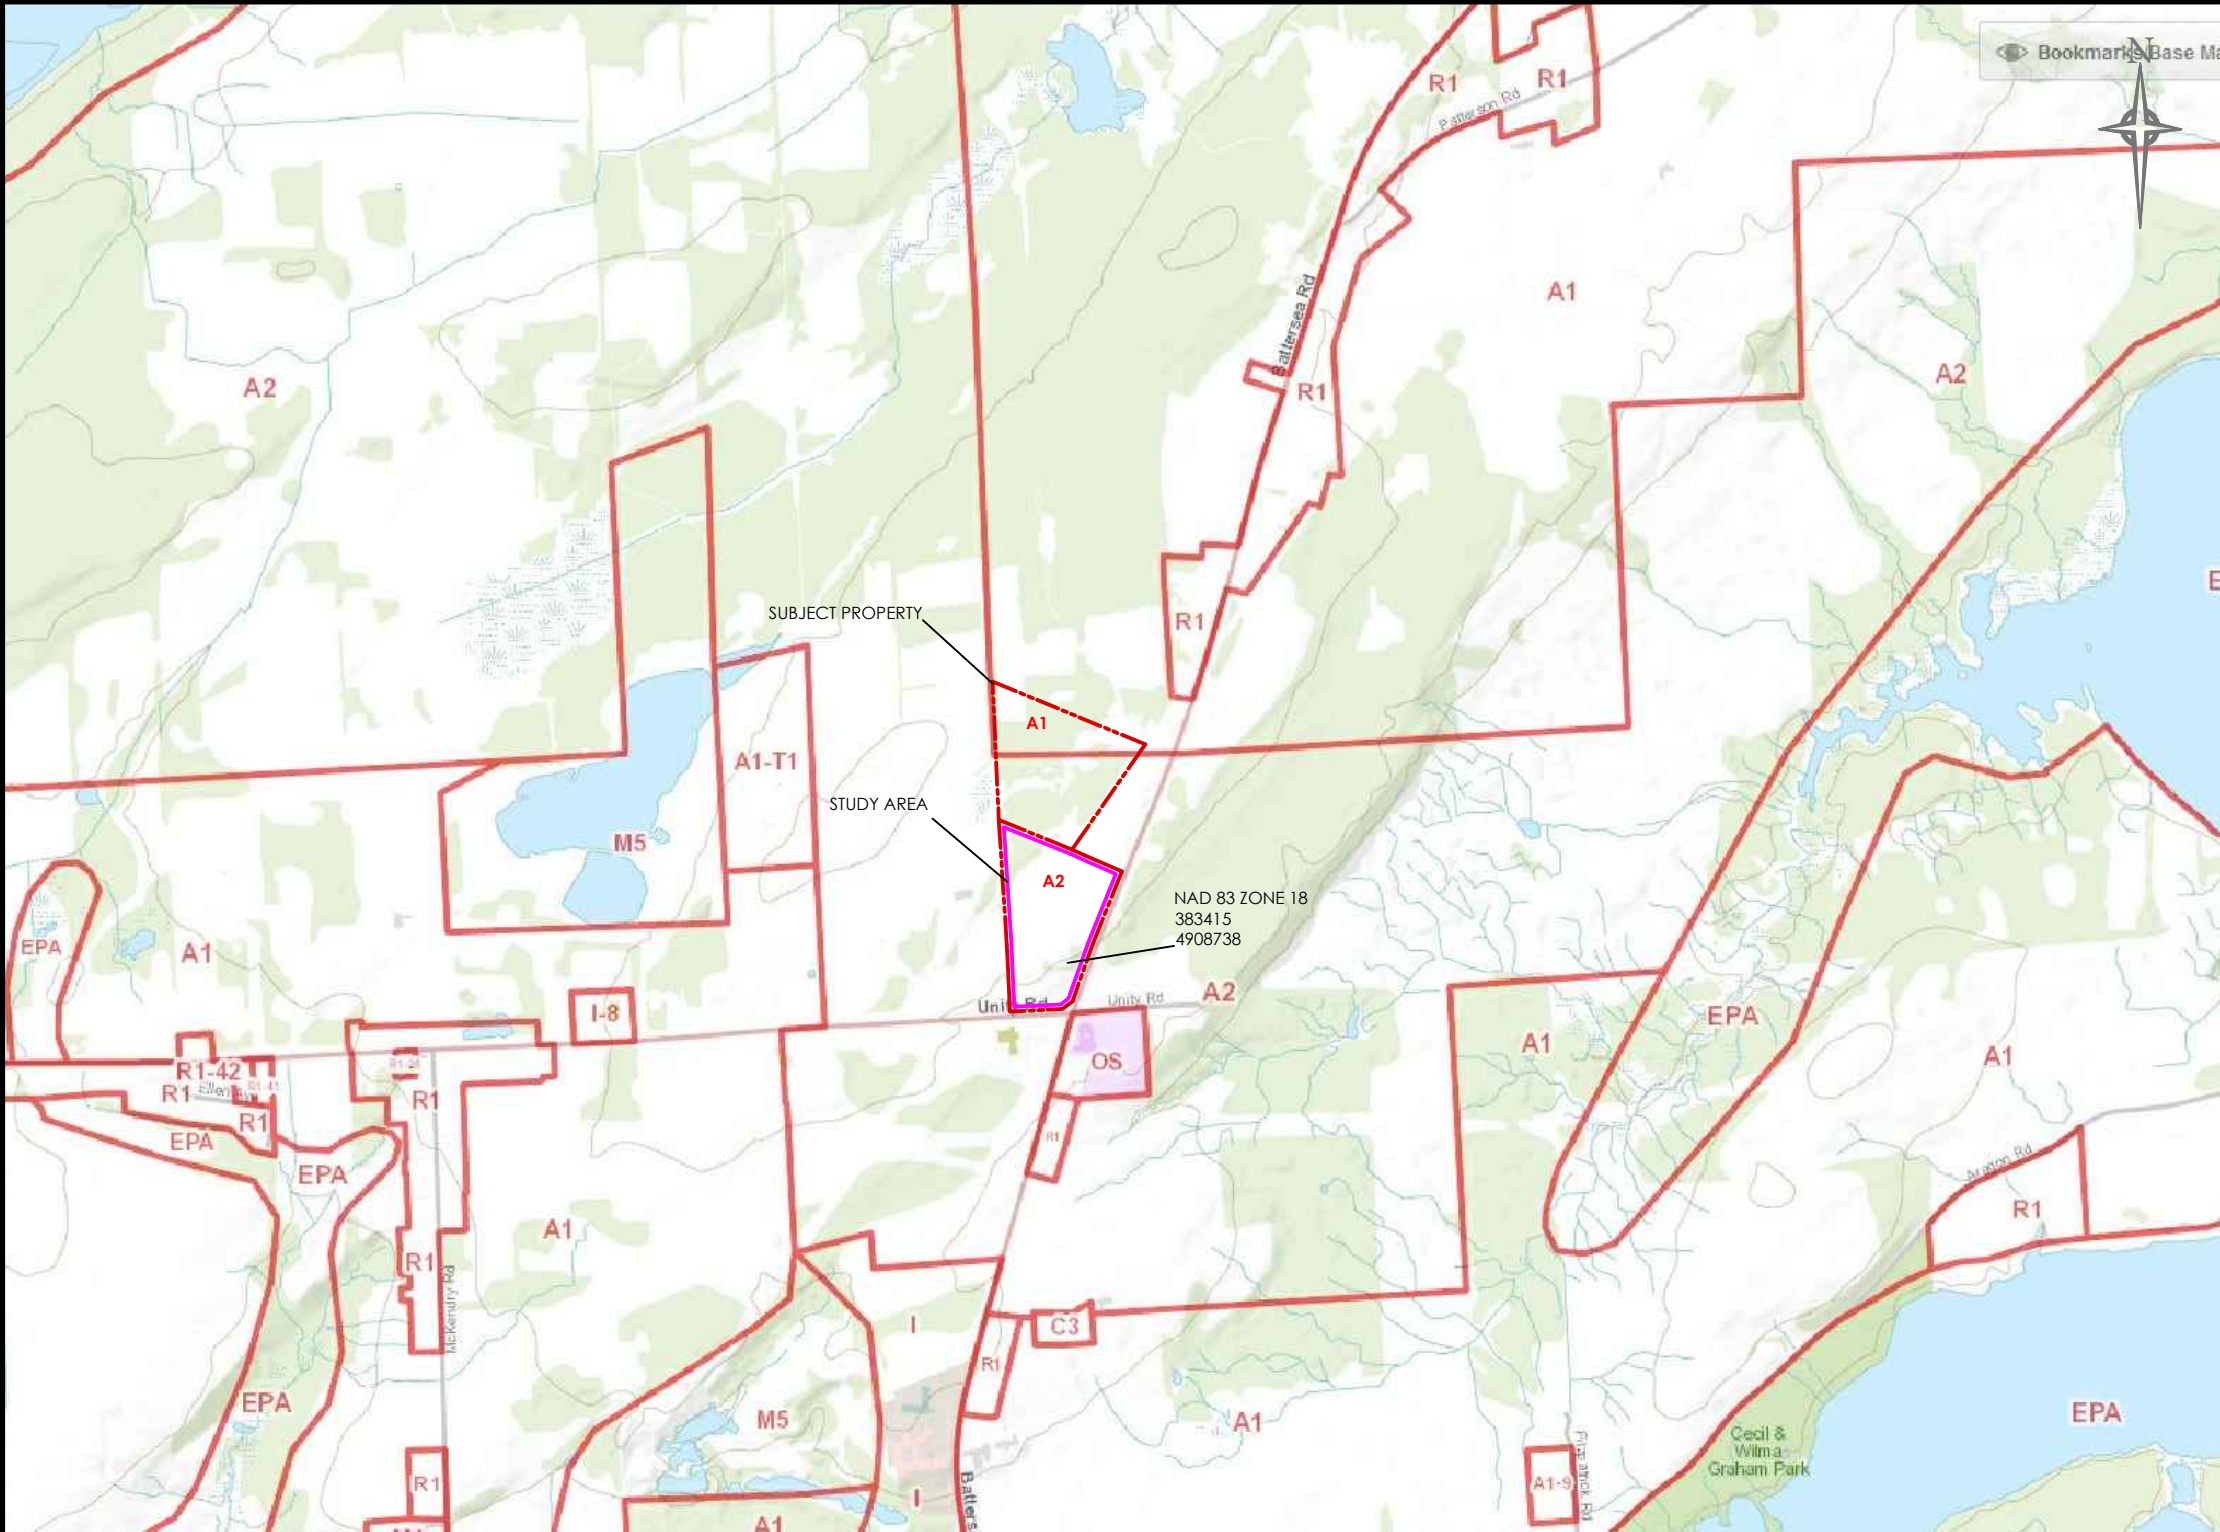 Bookmarks
Base Ma
N
R1
R1
Patterson Rd
A1
Battersea Rd
A2
A2
R1
SUBJECT PROPERTY
R1
A1
A1-T1
STUDY AREA
M5
A2
NAD 83 ZONE 18
383415
4908738
EPA
A1
Unity Rd
Unity Rd
A2
I-8
EPA
A1
A1
OS
R1-42
R1
R1
R1
R1
EPA
EPA
Aragon Rd
R1
A1
R1
McKendry Rd
I
C3
R1
EPA
M5
A1
EPA
Cecil &
Wilma
Graham Park
R1
A1-9
Fitzpatrick Rd
I
Batters
A1